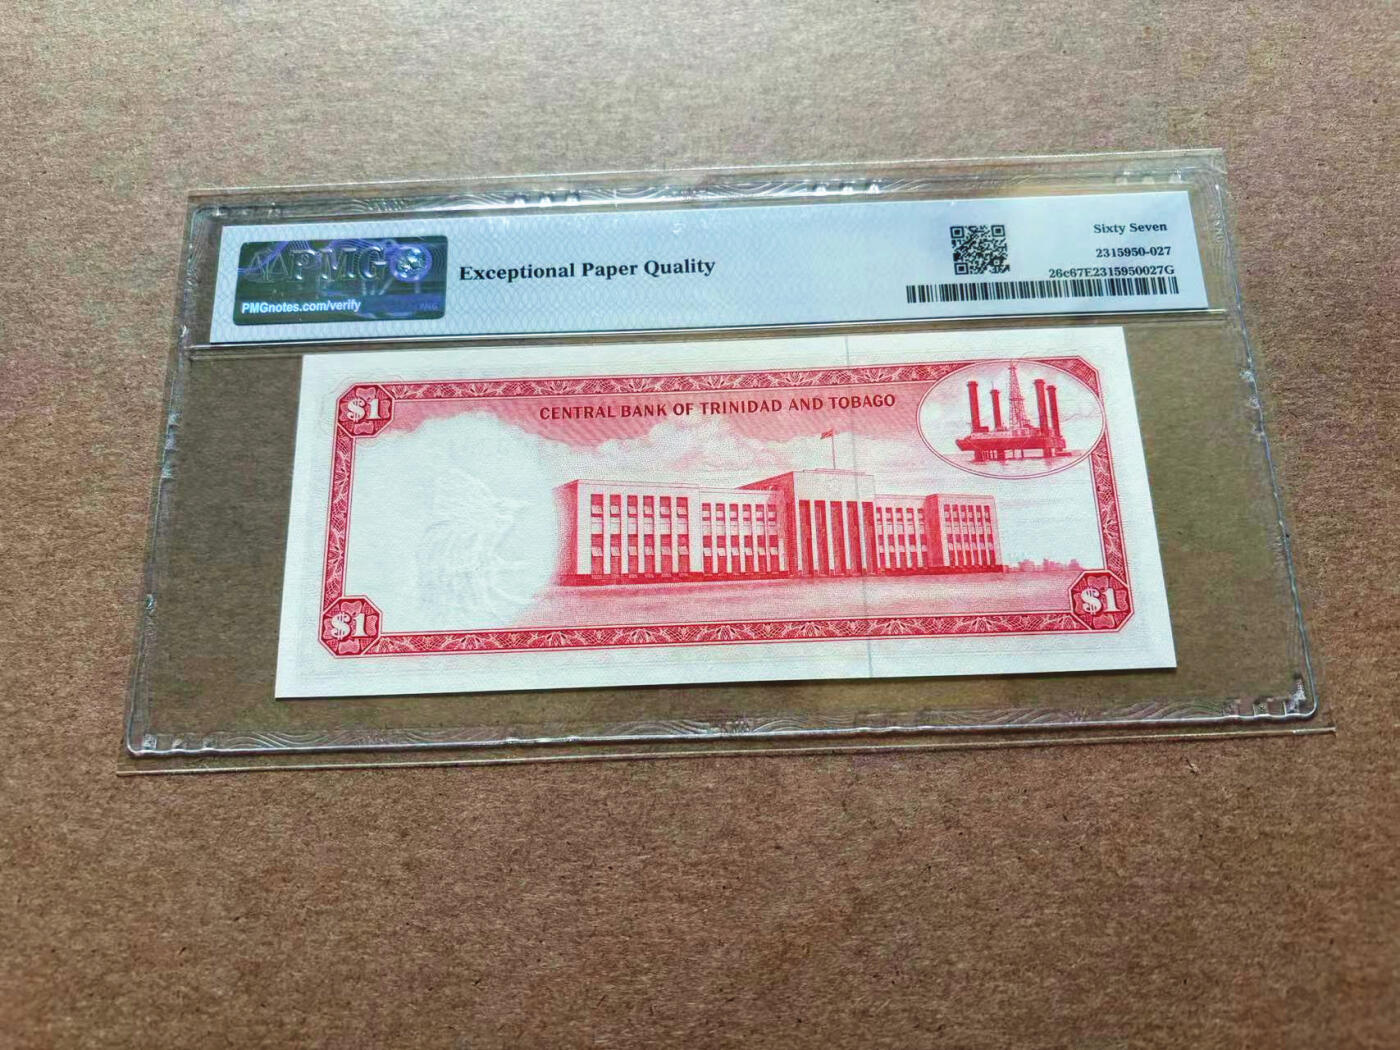 PMG
PMGnotes.com/verify
Exceptional Paper Quality
Sixty Seven
2315950-027
26c67E2315950027G
$1
CENTRAL BANK OF TRINIDAD AND TOBAGO
$1
$1